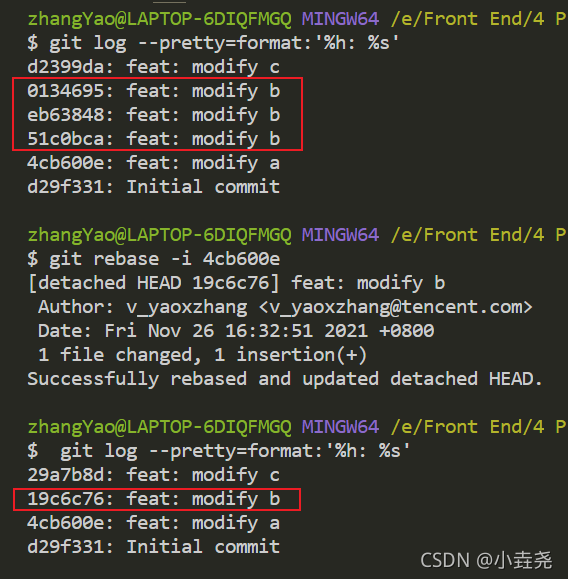 zhangYao@LAPTOP-6DIQFMGQ MINGW64 /e/Front End/4 P
$ git log --pretty=format:'%h: %s'
d2399da: feat: modify c
0134695: feat: modify b
eb63848: feat: modify b
51c0bca: feat: modify b
4cb600e: feat: modify a
d29f331: Initial commit
zhangYao@LAPTOP-6DIQFMGQ MINGW64 /e/Front End/4 P
$ git rebase -i 4cb600e
[detached HEAD 19c6c76] feat: modify b
 Author: v_yaoxzhang <v_yaoxzhang@tencent.com>
 Date: Fri Nov 26 16:32:51 2021 +0800
 1 file changed, 1 insertion(+)
Successfully rebased and updated detached HEAD.
zhangYao@LAPTOP-6DIQFMGQ MINGW64 /e/Front End/4 P
$  git log --pretty=format:'%h: %s'
29a7b8d: feat: modify c
19c6c76: feat: modify b
4cb600e: feat: modify a
d29f331: Initial commit
CSDN @小垚尧